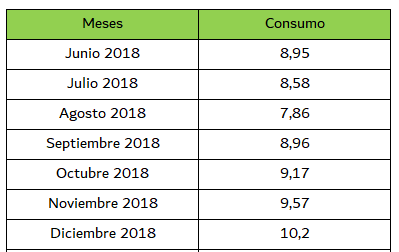 Meses Consumo
Junio 2018 8,95
Julio 2018 8,58
Agosto 2018 7,86
Septiembre 2018 8,96
Octubre 2018 9,17
Noviembre 2018 9,57
Diciembre 2018 10,2